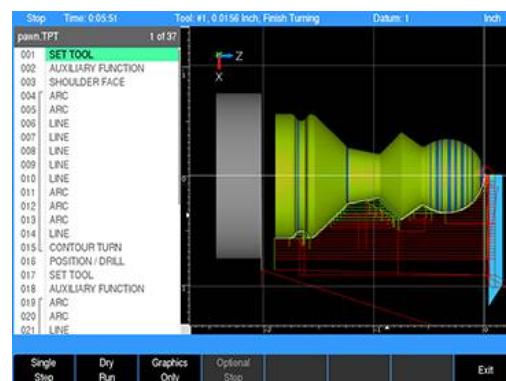 Stop Time: 0:05:51 Tool: #1, 0.0156 Inch, Finish Turning Datum: 1 Inch
pawn.TPT 1 of 37
001 SET TOOL
002 AUXILIARY FUNCTION
003 SHOULDER FACE
004 ARC
005 ARC
006 LINE
007 LINE
008 LINE
009 LINE
010 LINE
011 ARC
012 ARC
013 ARC
014 LINE
015 CONTOUR TURN
016 POSITION / DRILL
017 SET TOOL
018 AUXILIARY FUNCTION
019 ARC
020 ARC
021 LINE
Z
X
Single Step
Dry Run
Graphics Only
Optional Stop
Exit